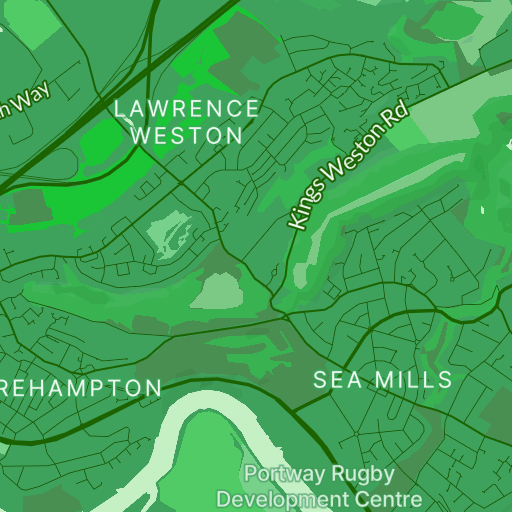 n Way
LAWRENCE
WESTON
Kings Weston Rd
REHAMPTON
SEA MILLS
Portway Rugby
Development Centre